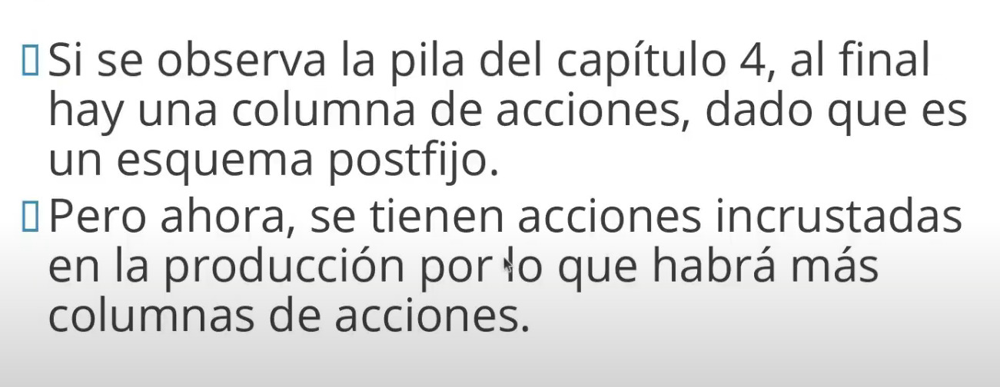 Si se observa la pila del capítulo 4, al final
hay una columna de acciones, dado que es
un esquema postfijo.
Pero ahora, se tienen acciones incrustadas
en la producción por lo que habrá más
columnas de acciones.